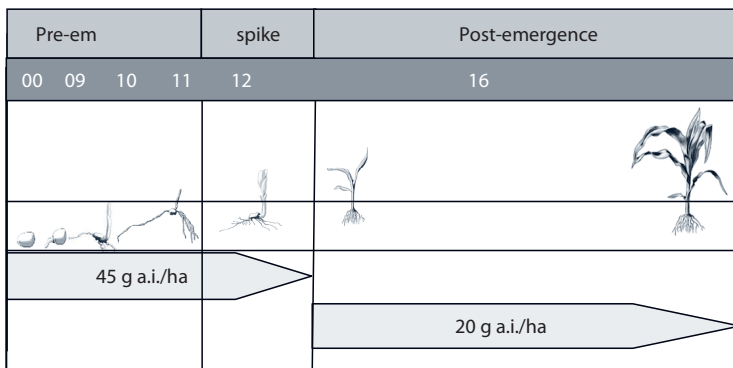 Pre-em spike Post-emergence
00 09 10 11 12 16
45 g a.i./ha
20 g a.i./ha